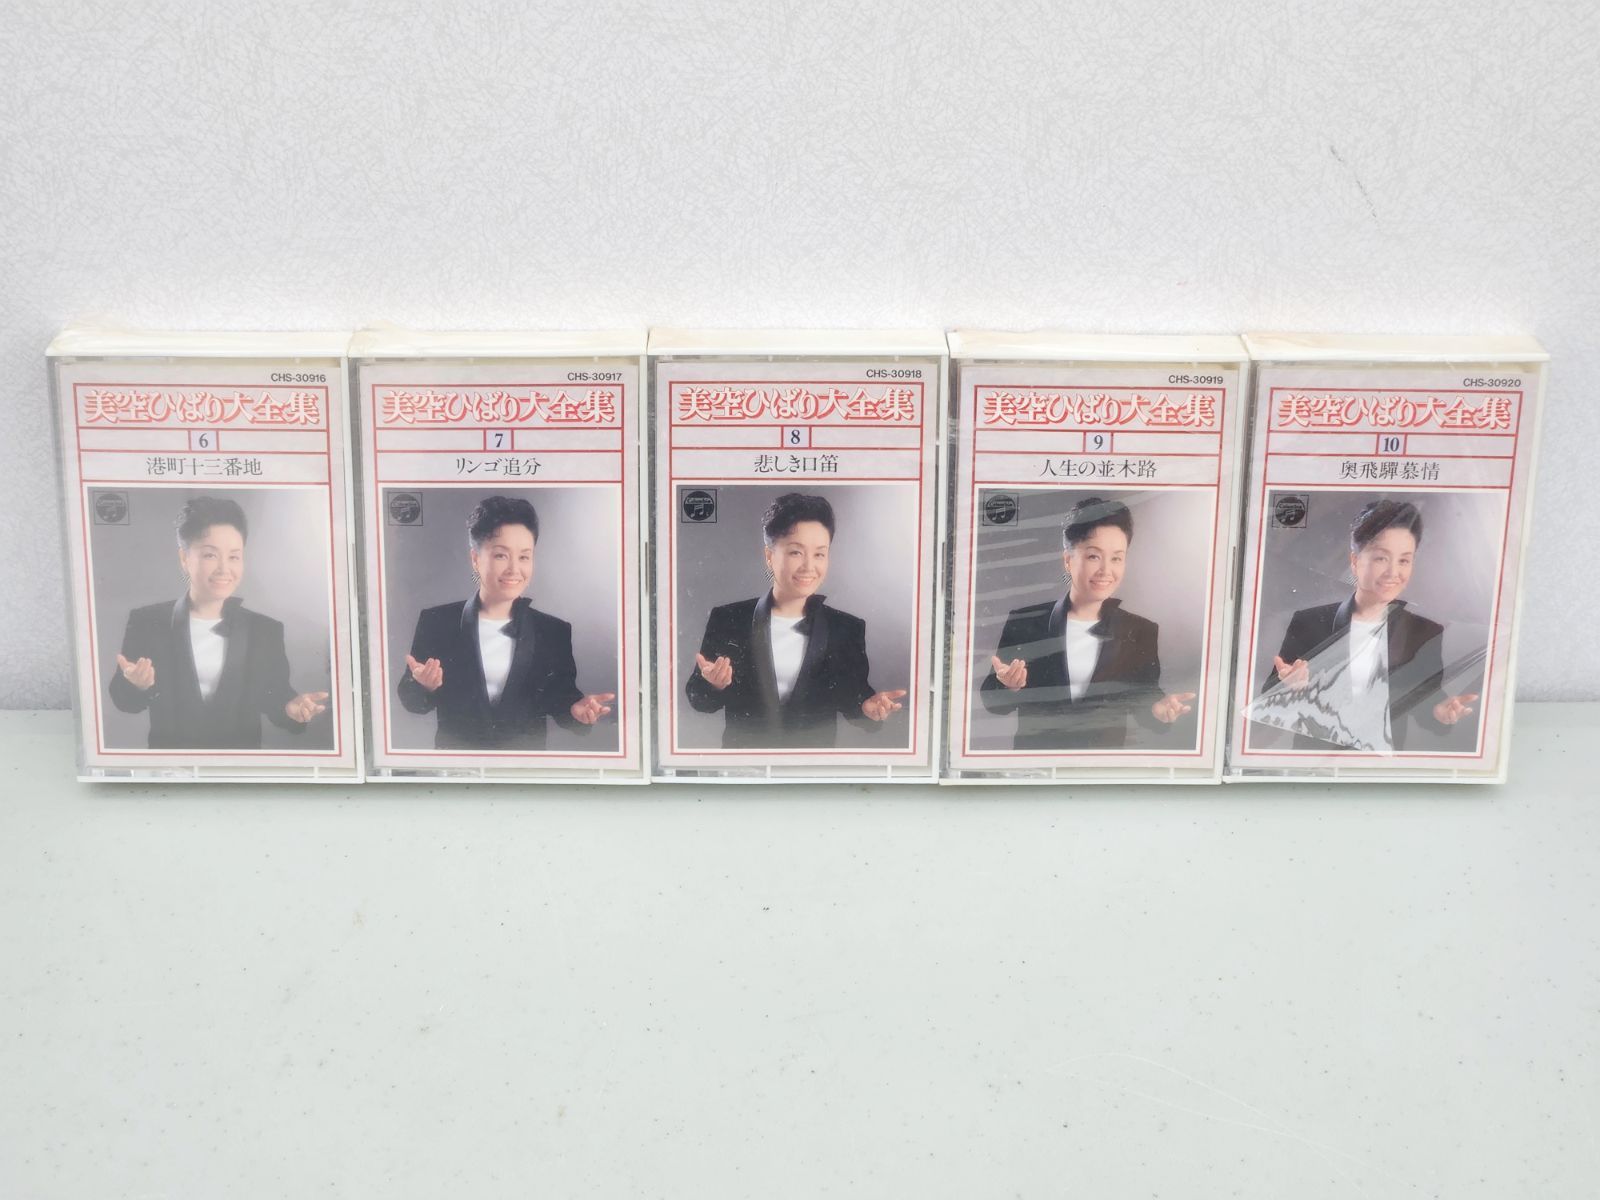 CHS-30916
美空ひばり大全集
6
港町十三番地
CHS-30917
美空ひばり大全集
7
リンゴ追分
CHS-30918
美空ひばり大全集
8
悲しき口笛
CHS-30919
美空ひばり大全集
9
人生の並木路
CHS-30920
美空ひばり大全集
10
奥飛驒慕情